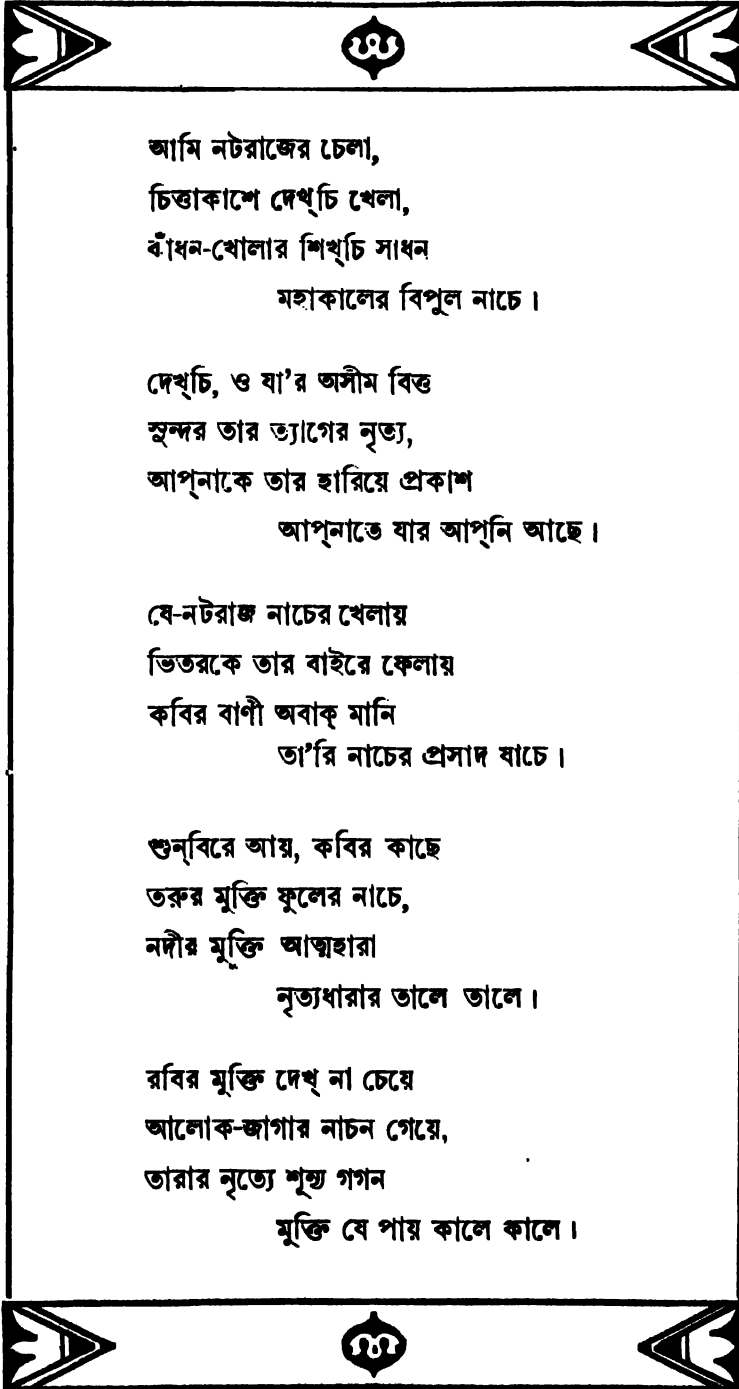 আমি নটরাজের চেলা,
চিত্তাকাশে দেখ্‌চি খেলা,
বাঁধন-খোলার শিখ্‌চি সাধন
মহাকালের বিপুল নাচে।
দেখ্‌চি, ও যা'র অসীম বিত্ত
সুন্দর তার ত্যাগের নৃত্য,
আপ্‌নাকে তার হারিয়ে প্রকাশ
আপ্‌নাতে যার আপ্‌নি আছে।
যে-নটরাজ নাচের খেলায়
ভিতরকে তার বাইরে ফেলায়
কবির বাণী অবাক্ মানি
তা'রি নাচের প্রসাদ যাচে।
শুন্‌বিরে আয়, কবির কাছে
তরুর মুক্তি ফুলের নাচে,
নদীর মুক্তি আত্মহারা
নৃত্যধারার তালে তালে।
রবির মুক্তি দেখ্ না চেয়ে
আলোক-জাগার নাচন গেয়ে,
তারার নৃত্যে শূন্য গগন
মুক্তি যে পায় কালে কালে।